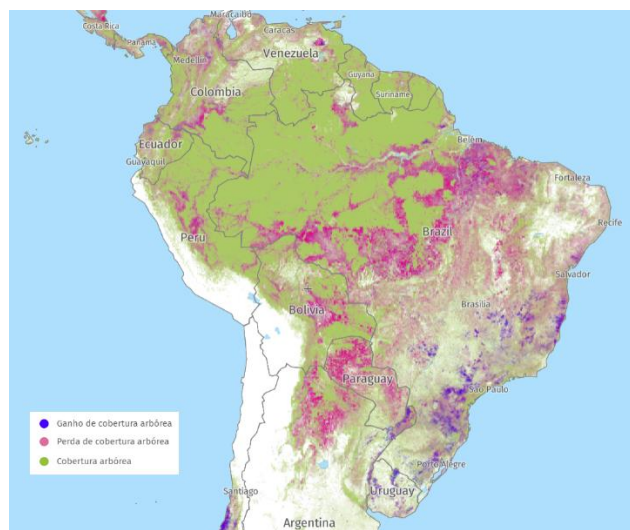 Maracaibo
Costa Rica
Caracas
Panama
Venezuela
Medellín
Guyana
Colombia
Suriname
Ecuador
Belém
Guayaquil
Fortaleza
Peru
Brazil
Recife
Salvador
Bolivia
Brasília
Paraguay
São Paulo
Ganho de cobertura arbórea
Perda de cobertura arbórea
Cobertura arbórea
Porto Alegre
Santiago
Uruguay
Argentina